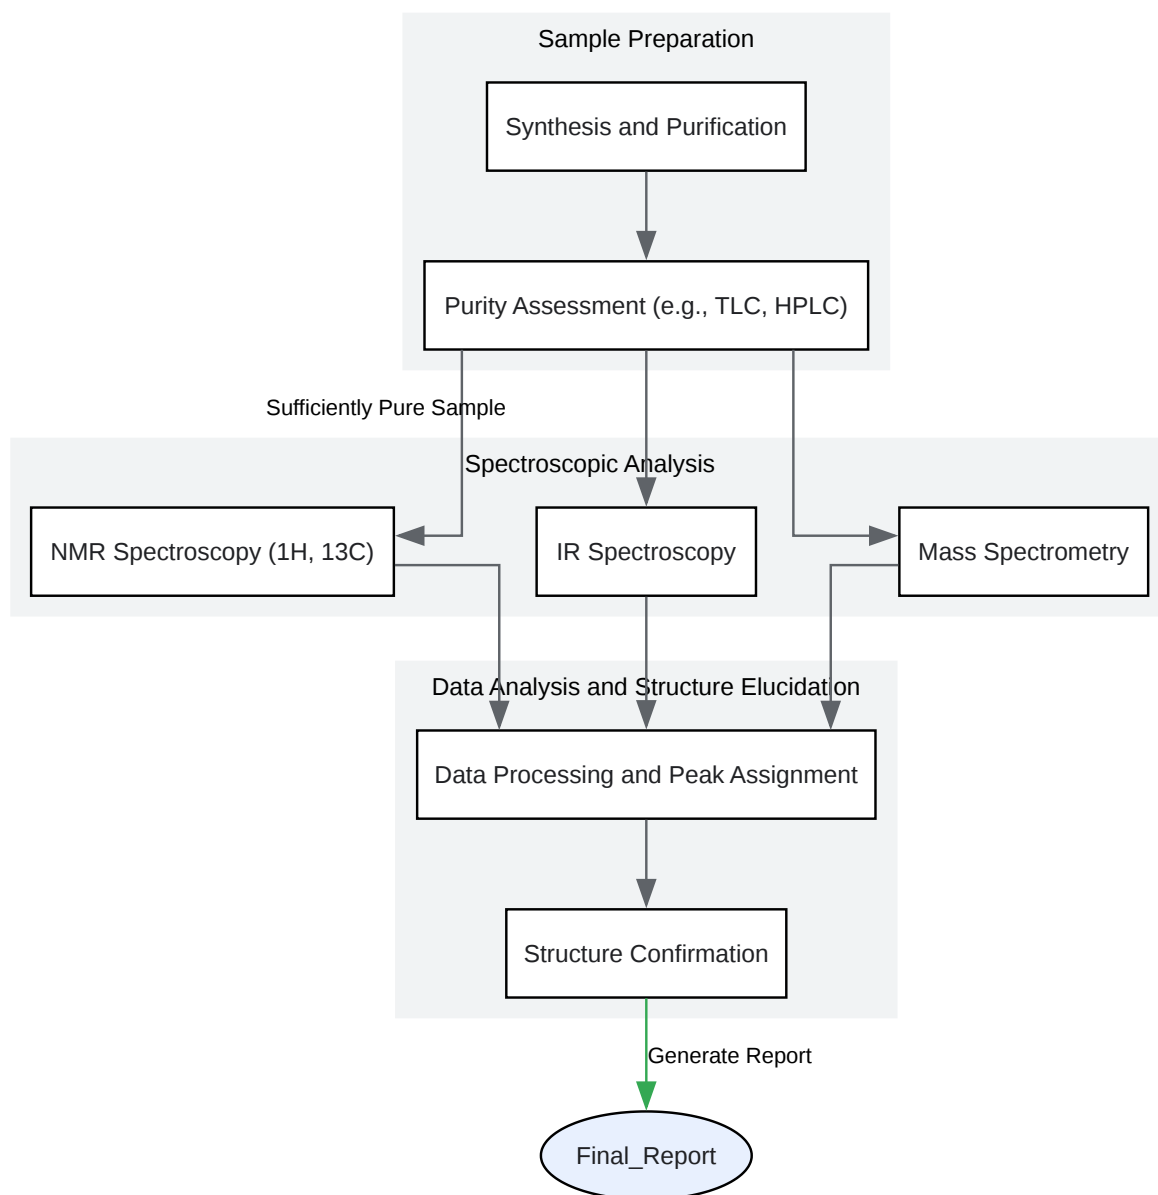 Sample Preparation
Synthesis and Purification
Purity Assessment (e.g., TLC, HPLC)
Sufficiently Pure Sample
Spectroscopic Analysis
NMR Spectroscopy (1H, 13C)
IR Spectroscopy
Mass Spectrometry
Data Analysis and Structure Elucidation
Data Processing and Peak Assignment
Structure Confirmation
Generate Report
Final_Report